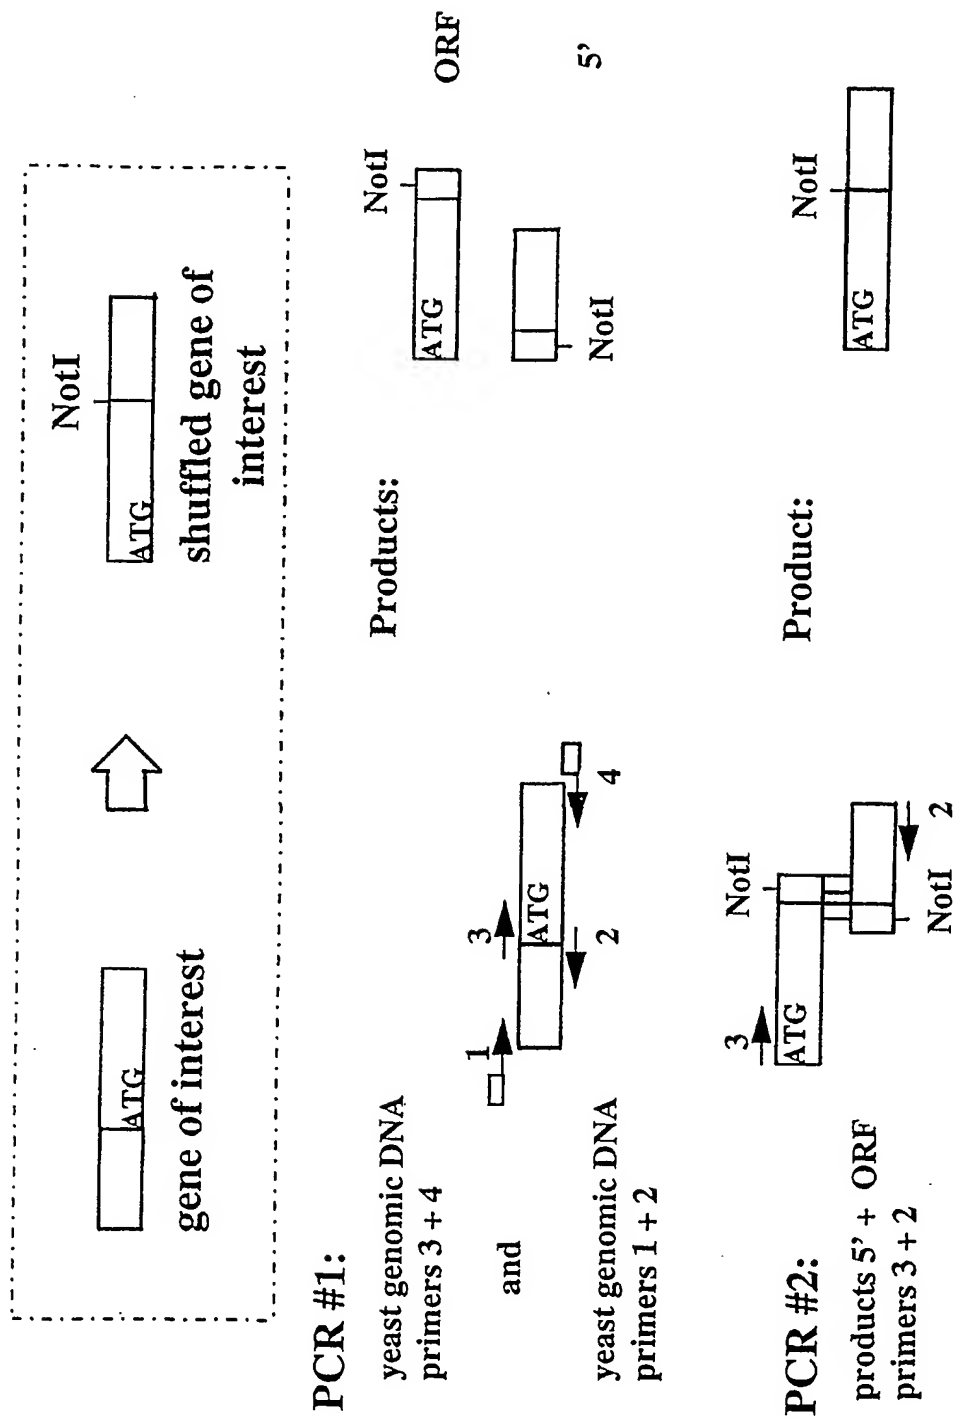 NotI
ATG
ATG
gene of interest
shuffled gene of
interest
PCR #1:
yeast genomic DNA
primers 3 + 4
and
yeast genomic DNA
primers 1 + 2
1
3
ATG
2
4
Products:
NotI
ATG
ORF
5’
NotI
PCR #2:
products 5’ + ORF
primers 3 + 2
3
NotI
ATG
NotI
2
Product:
NotI
ATG